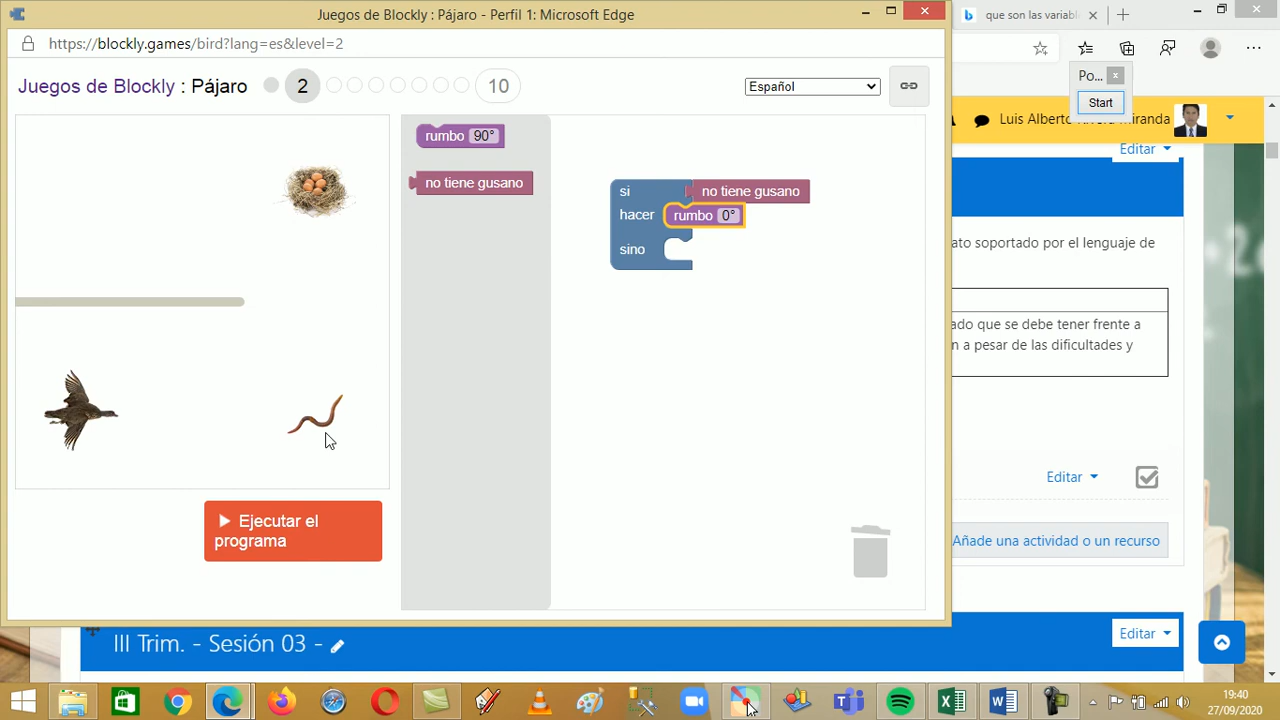 Juegos de Blockly : Pájaro - Perfil 1: Microsoft Edge
https://blockly.games/bird?lang=es&level=2
Juegos de Blockly : Pájaro
2
10
Español
rumbo 90°
no tiene gusano
si
no tiene gusano
hacer
rumbo 0°
sino
Ejecutar el
programa
que son las variabl
Po...
Start
Luis Alberto Rivera Miranda
Editar
ato soportado por el lenguaje de
ado que se debe tener frente a
m a pesar de las dificultades y
Editar
Añade una actividad o un recurso
III Trim. - Sesión 03 -
Editar
19:40
27/09/2020